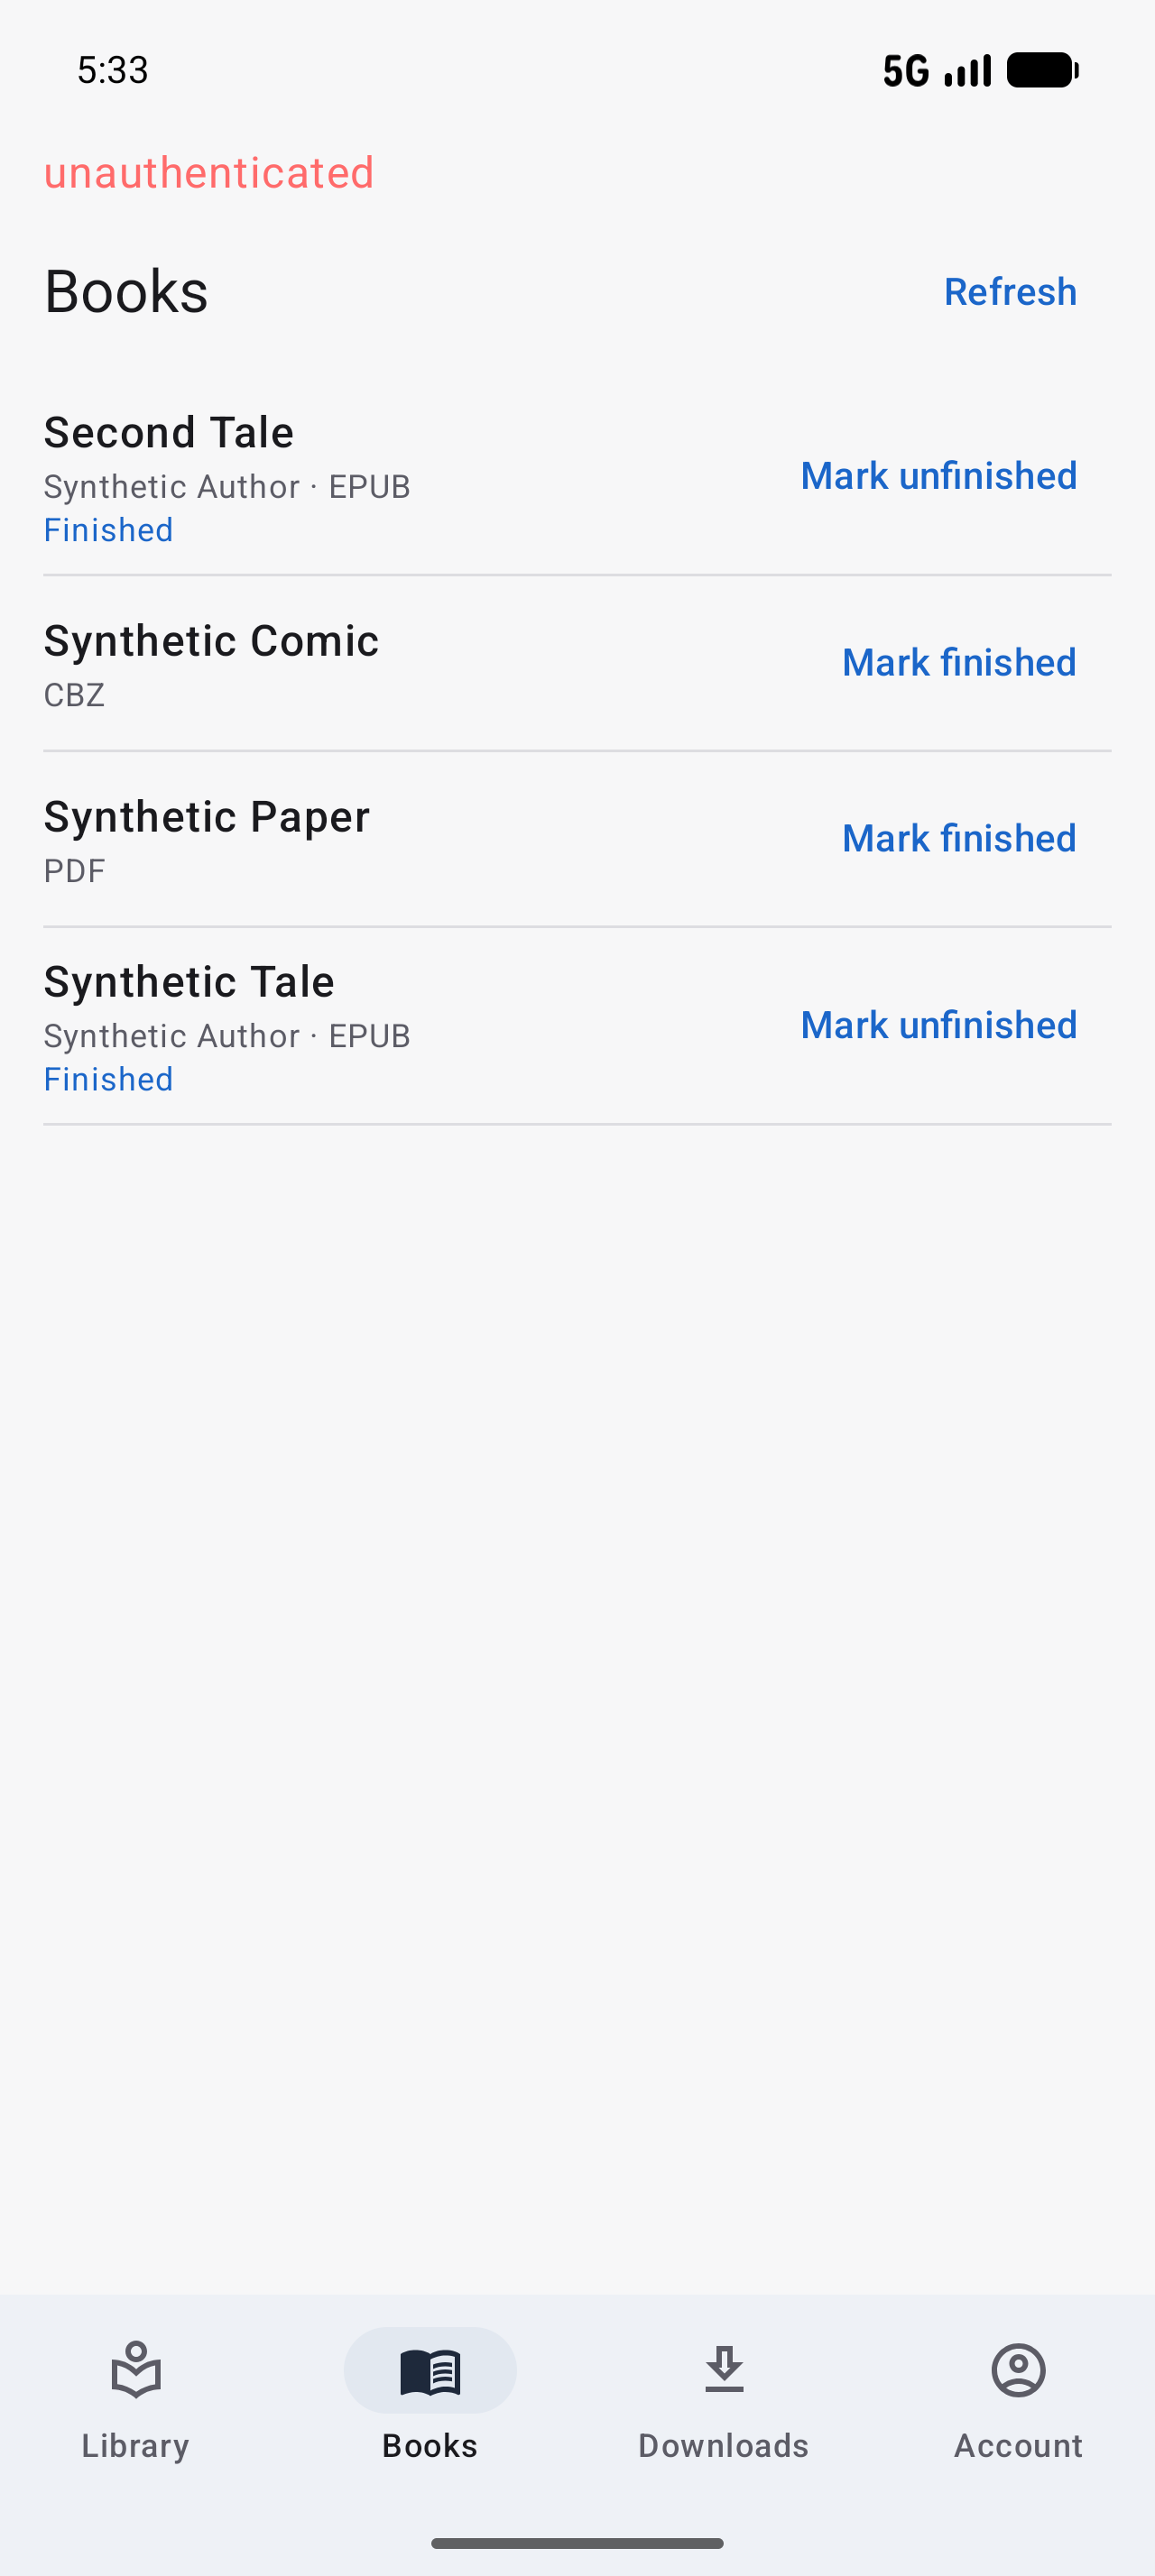 5:33 5G
unauthenticated
Books Refresh
Second Tale
Synthetic Author · EPUB
Finished
Mark unfinished
Synthetic Comic
CBZ
Mark finished
Synthetic Paper
PDF
Mark finished
Synthetic Tale
Synthetic Author · EPUB
Finished
Mark unfinished
Library Books Downloads Account